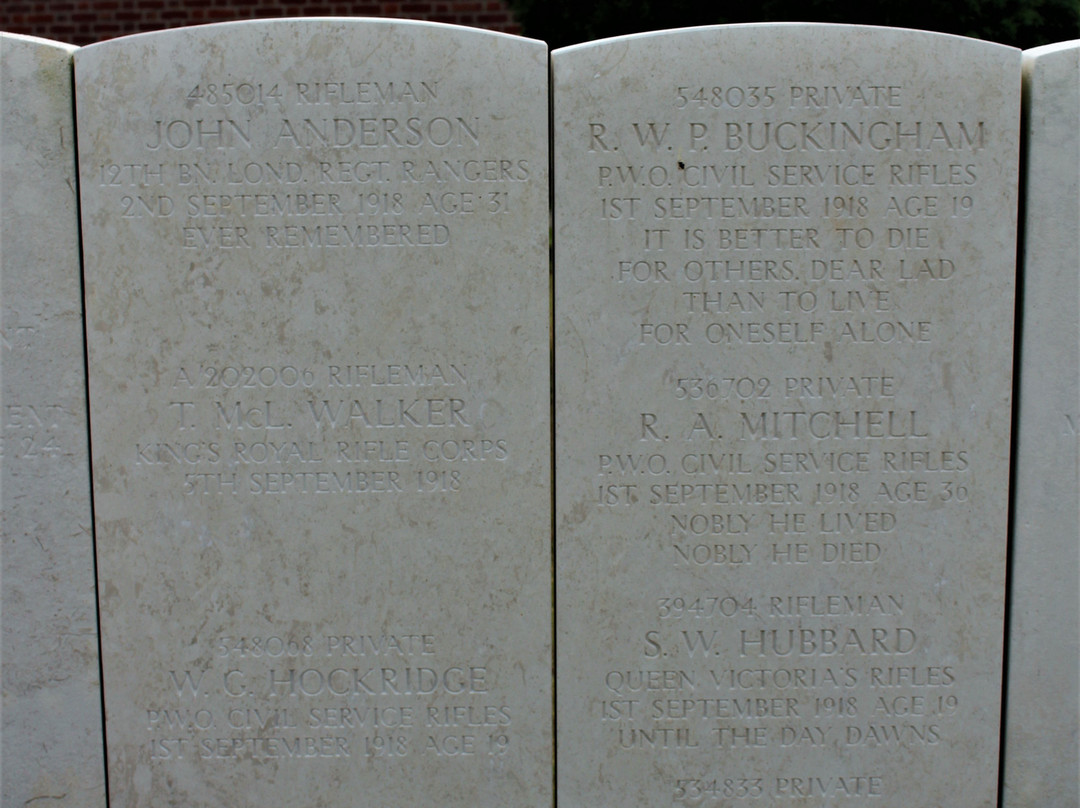 485014 RIFLEMAN
JOHN ANDERSON
12TH BN. LOND. REGT. RANGERS
2ND SEPTEMBER 1918 AGE 31
EVER REMEMBERED
A/202006 RIFLEMAN
T. McL. WALKER
KING'S ROYAL RIFLE CORPS
5TH SEPTEMBER 1918
548068 PRIVATE
W. G. HOCKRIDGE
P.W.O. CIVIL SERVICE RIFLES
1ST SEPTEMBER 1918 AGE 19
548035 PRIVATE
R. W. P. BUCKINGHAM
P.W.O. CIVIL SERVICE RIFLES
1ST SEPTEMBER 1918 AGE 19
IT IS BETTER TO DIE
FOR OTHERS, DEAR LAD
THAN TO LIVE
FOR ONESELF ALONE
536702 PRIVATE
R. A. MITCHELL
P.W.O. CIVIL SERVICE RIFLES
1ST SEPTEMBER 1918 AGE 36
NOBLY HE LIVED
NOBLY HE DIED
394704 RIFLEMAN
S. W. HUBBARD
QUEEN VICTORIA'S RIFLES
1ST SEPTEMBER 1918 AGE 19
UNTIL THE DAY DAWNS
534833 PRIVATE